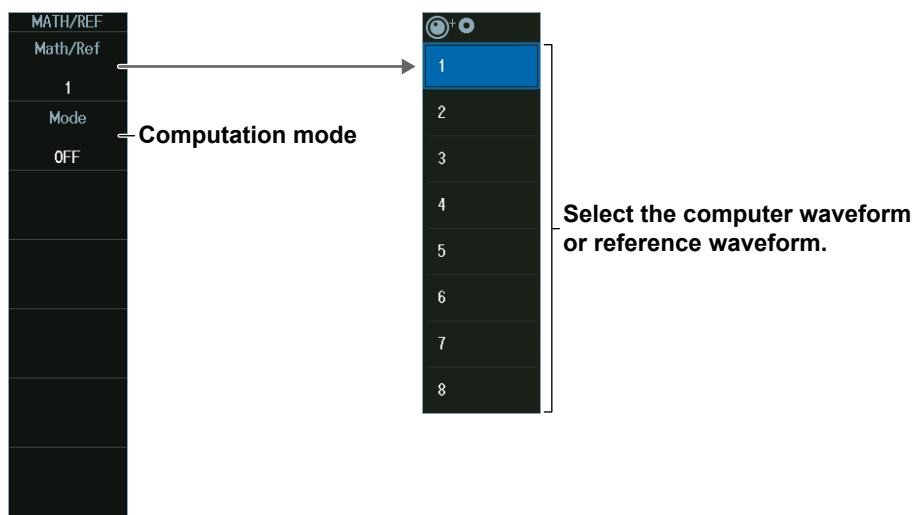 MATH/REF
Math/Ref
1
Mode
OFF
Computation mode
1
2
3
4
5
6
7
8
Select the computer waveform
or reference waveform.